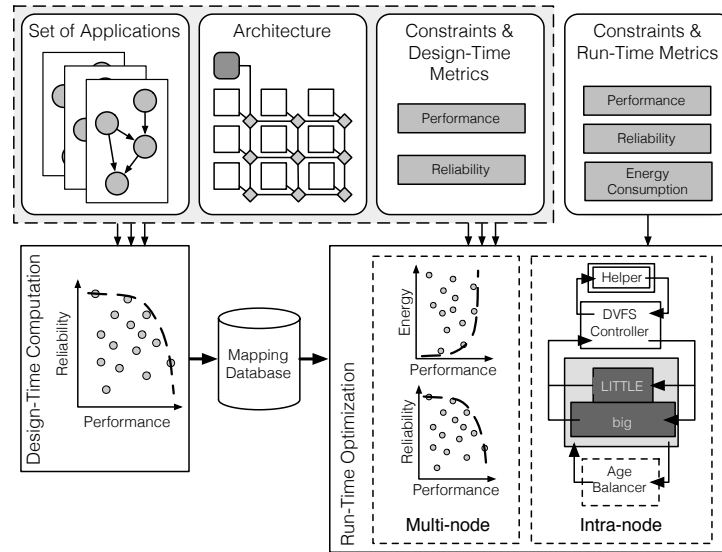 Set of Applications
Architecture
Constraints &
Design-Time
Metrics
Performance
Reliability
Constraints &
Run-Time Metrics
Performance
Reliability
Energy
Consumption
Design-Time Computation
Reliability
Performance
Mapping
Database
Run-Time Optimization
Energy
Performance
Reliability
Performance
Multi-node
Helper
DVFS
Controller
LITTLE
big
Age
Balancer
Intra-node